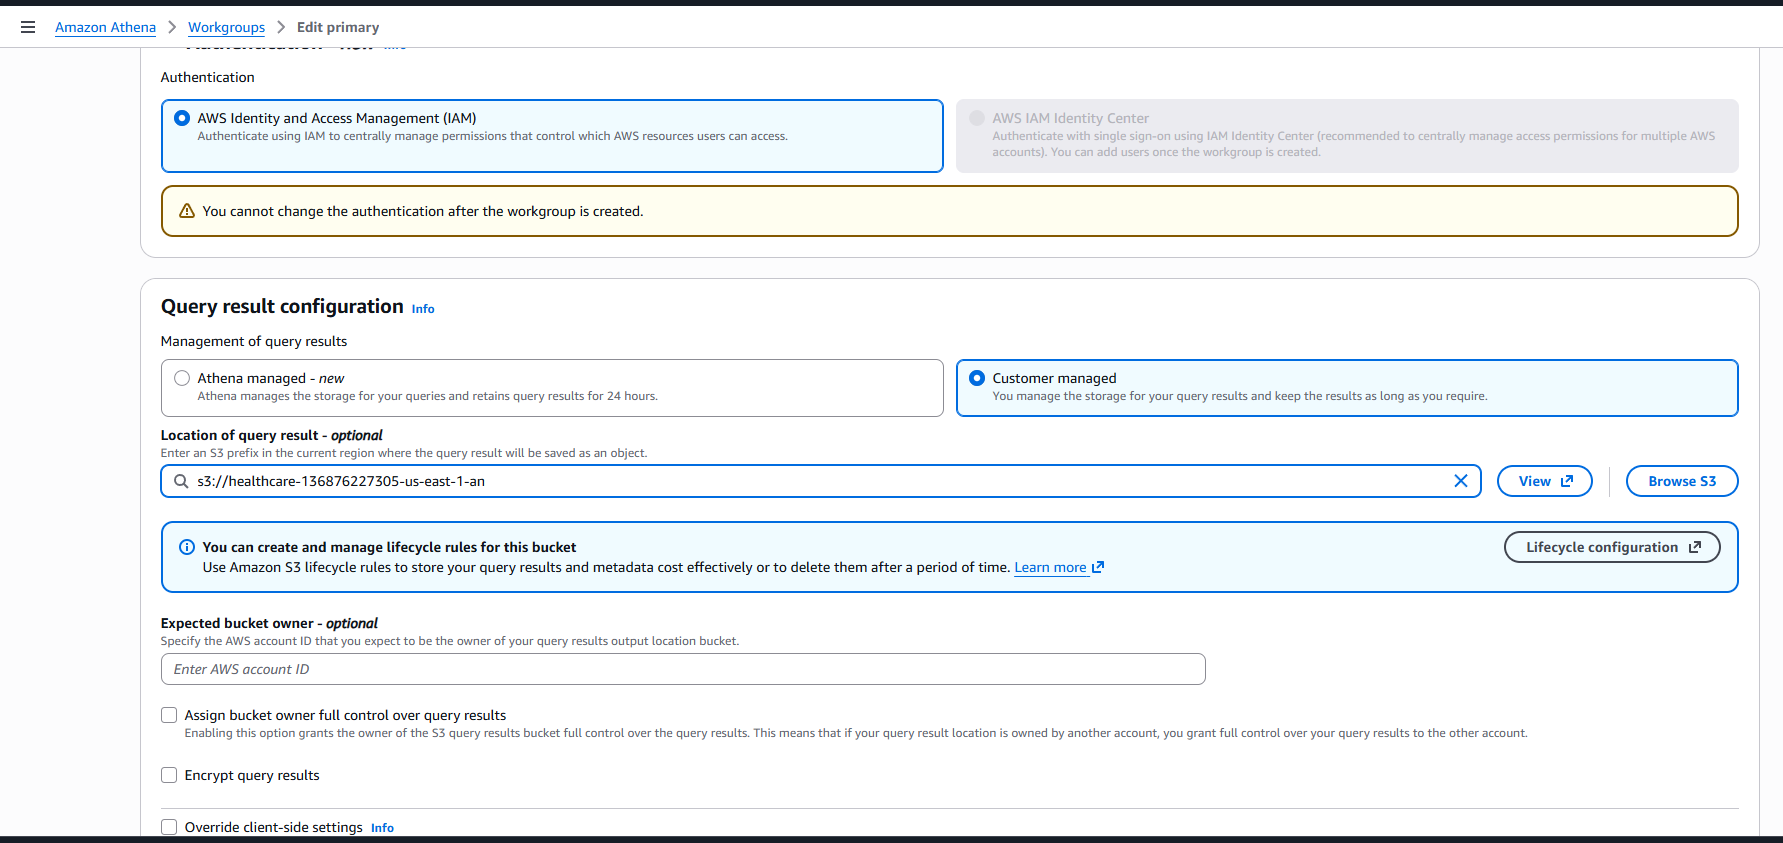 Amazon Athena > Workgroups > Edit primary
Authentication
AWS Identity and Access Management (IAM)
Authenticate using IAM to centrally manage permissions that control which AWS resources users can access.
AWS IAM Identity Center
Authenticate with single sign-on using IAM Identity Center (recommended to centrally manage access permissions for multiple AWS
accounts). You can add users once the workgroup is created.
You cannot change the authentication after the workgroup is created.
Query result configuration Info
Management of query results
Athena managed - new
Athena manages the storage for your queries and retains query results for 24 hours.
Customer managed
You manage the storage for your query results and keep the results as long as you require.
Location of query result - optional
Enter an S3 prefix in the current region where the query result will be saved as an object.
s3://healthcare-136876227305-us-east-1-an
View
Browse S3
You can create and manage lifecycle rules for this bucket
Use Amazon S3 lifecycle rules to store your query results and metadata cost effectively or to delete them after a period of time. Learn more
Lifecycle configuration
Expected bucket owner - optional
Specify the AWS account ID that you expect to be the owner of your query results output location bucket.
Enter AWS account ID
Assign bucket owner full control over query results
Enabling this option grants the owner of the S3 query results bucket full control over the query results. This means that if your query result location is owned by another account, you grant full control over your query results to the other account.
Encrypt query results
Override client-side settings Info